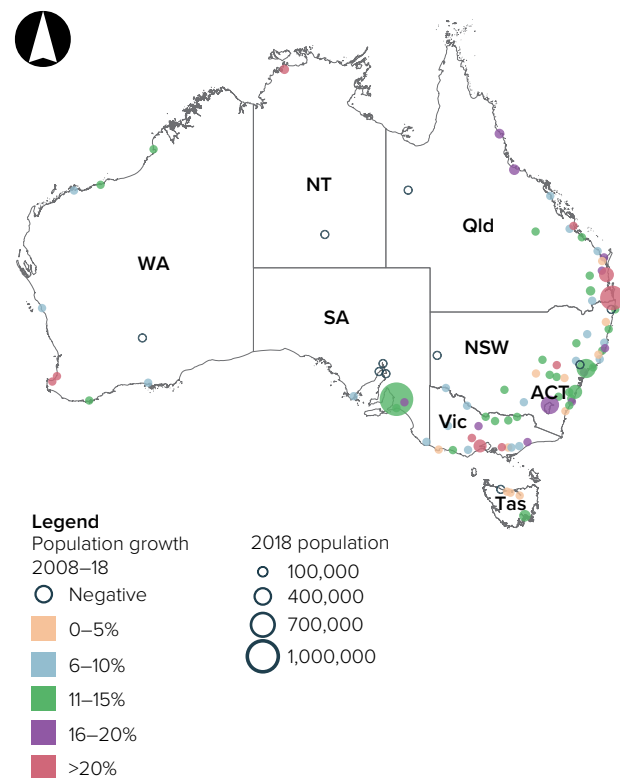 NT
Qld
WA
SA
NSW
ACT
Vic
Tas
Legend
Population growth
2008–18
Negative
0–5%
6–10%
11–15%
16–20%
>20%
2018 population
100,000
400,000
700,000
1,000,000